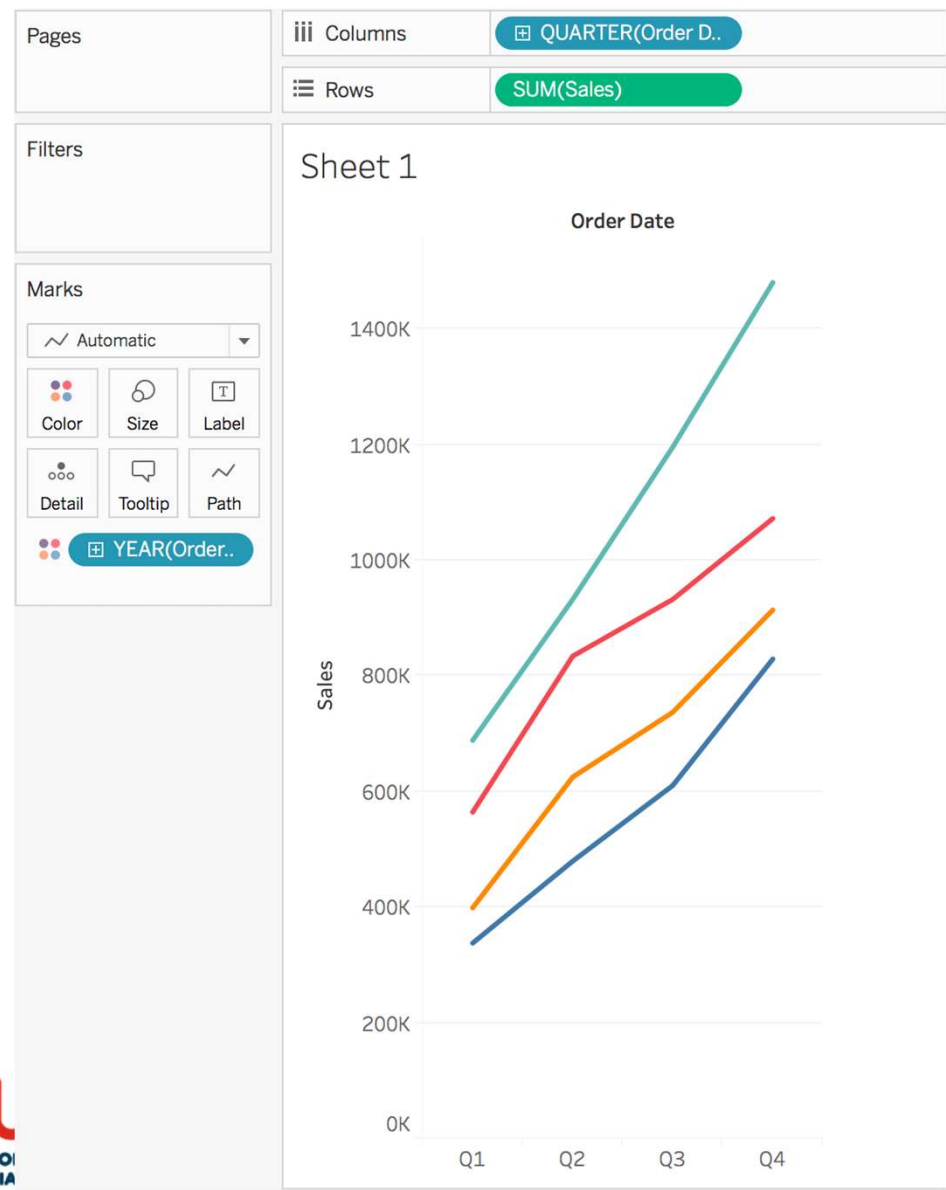 Pages
Columns
QUARTER(Order D..
Rows
SUM(Sales)
Filters
Sheet 1
Order Date
Marks
Automatic
Color
Size
T
Label
Detail
Tooltip
Path
YEAR(Order..
Sales
1400K
1200K
1000K
800K
600K
400K
200K
0K
Q1
Q2
Q3
Q4